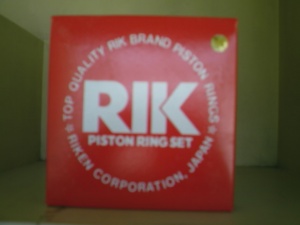 TOP QUALITY RIK BRAND PISTON RINGS
RIK
PISTON RING SET
RIKEN CORPORATION, JAPAN